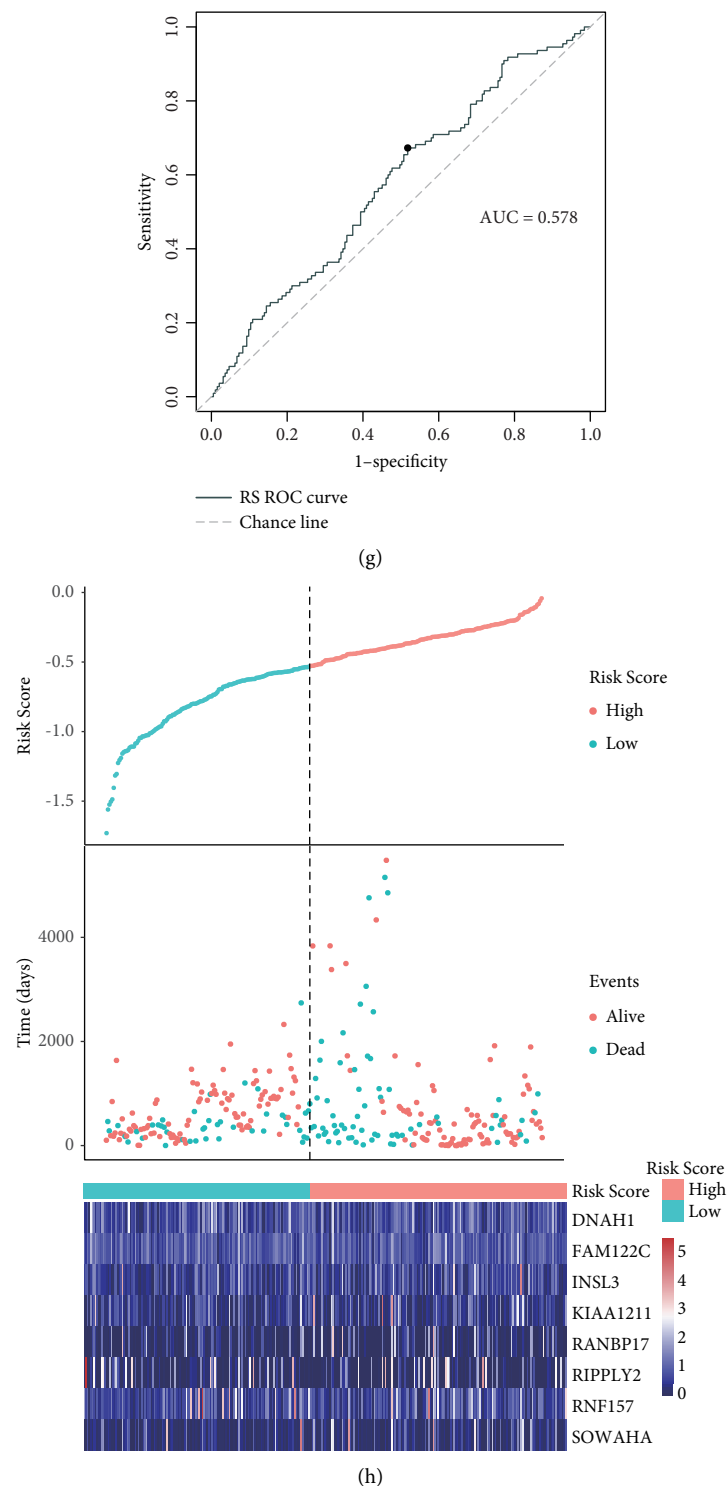 1.0
0.8
0.6
0.4
0.2
0.0
Sensitivity
AUC = 0.578
0.0 0.2 0.4 0.6 0.8 1.0
1–specificity
RS ROC curve
Chance line
(g)
0.0
-0.5
-1.0
-1.5
Risk Score
Risk Score
High
Low
4000
2000
0
Time (days)
Events
Alive
Dead
Risk Score
High
Low
Risk Score
DNAH1
FAM122C
INSL3
KIAA1211
RANBP17
RIPPLY2
RNF157
SOWAHA
5
4
3
2
1
0
(h)